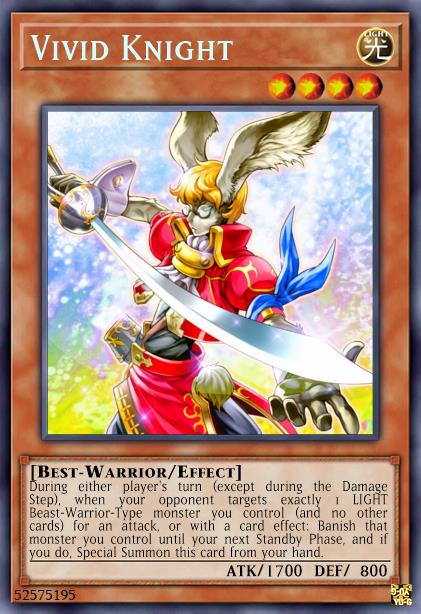 VIVID KNIGHT
LIGHT
光
[BEST-WARRIOR/EFFECT]
During either player's turn (except during the Damage
Step), when your opponent targets exactly 1 LIGHT
Beast-Warrior-Type monster you control (and no other
cards) for an attack, or with a card effect: Banish that
monster you control until your next Standby Phase, and if
you do, Special Summon this card from your hand.
ATK/1700 DEF/ 800
52575195